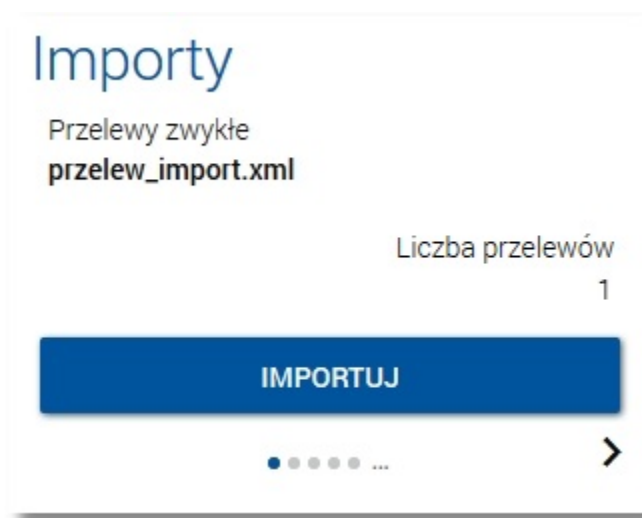 Importy
Przelewy zwykłe
przelew_import.xml
Liczba przelewów
1
IMPORTUJ
...